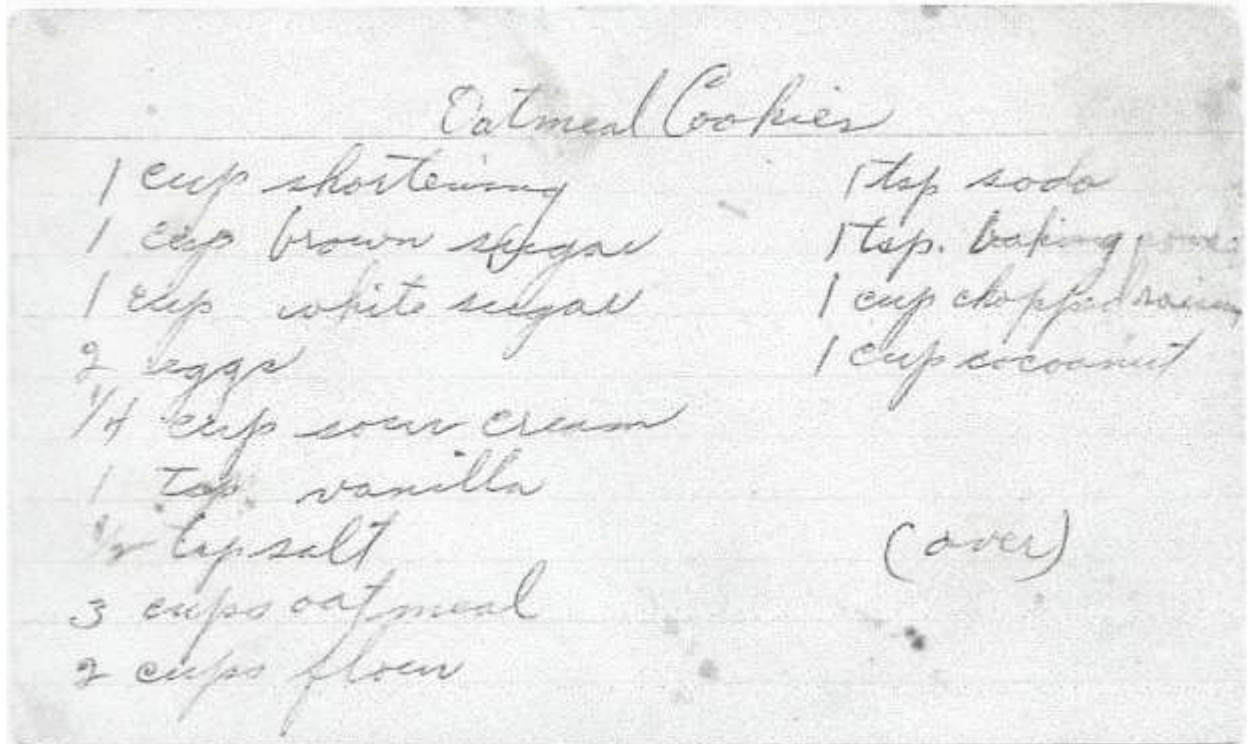 Oatmeal Cookies
1 cup shortening
1 cup brown sugar
1 cup white sugar
2 eggs
1/4 cup sour cream
1 tsp. vanilla
1/2 tsp salt
3 cups oatmeal
2 cups flour
1 tsp soda
1 tsp. baking
1 cup chopped raisins
1 cup cocoanut
(over)